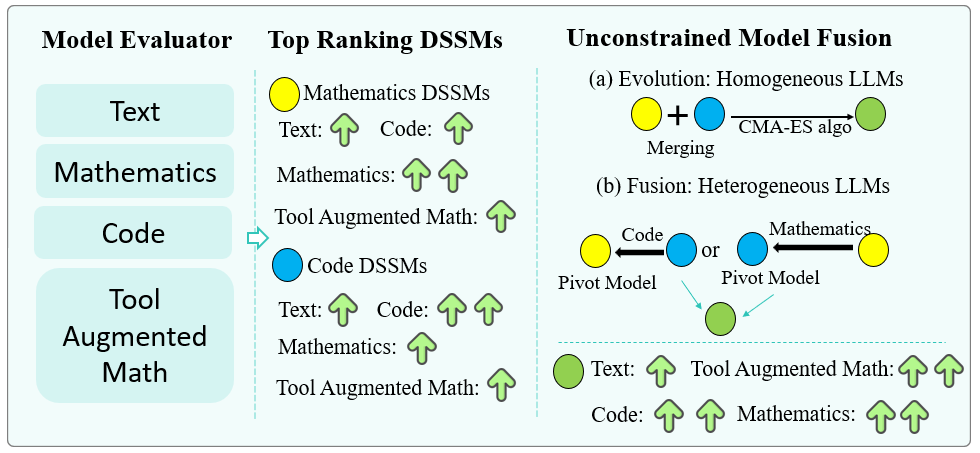 Model Evaluator
Text
Mathematics
Code
Tool
Augmented
Math
Top Ranking DSSMs
Mathematics DSSMs
Text:
Code:
Mathematics:
Tool Augmented Math:
Code DSSMs
Text:
Code:
Mathematics:
Tool Augmented Math:
Unconstrained Model Fusion
(a) Evolution: Homogeneous LLMs
+
CMA-ES algo
Merging
(b) Fusion: Heterogeneous LLMs
Code
or
Mathematics
Pivot Model
Pivot Model
Text:
Tool Augmented Math:
Code:
Mathematics: